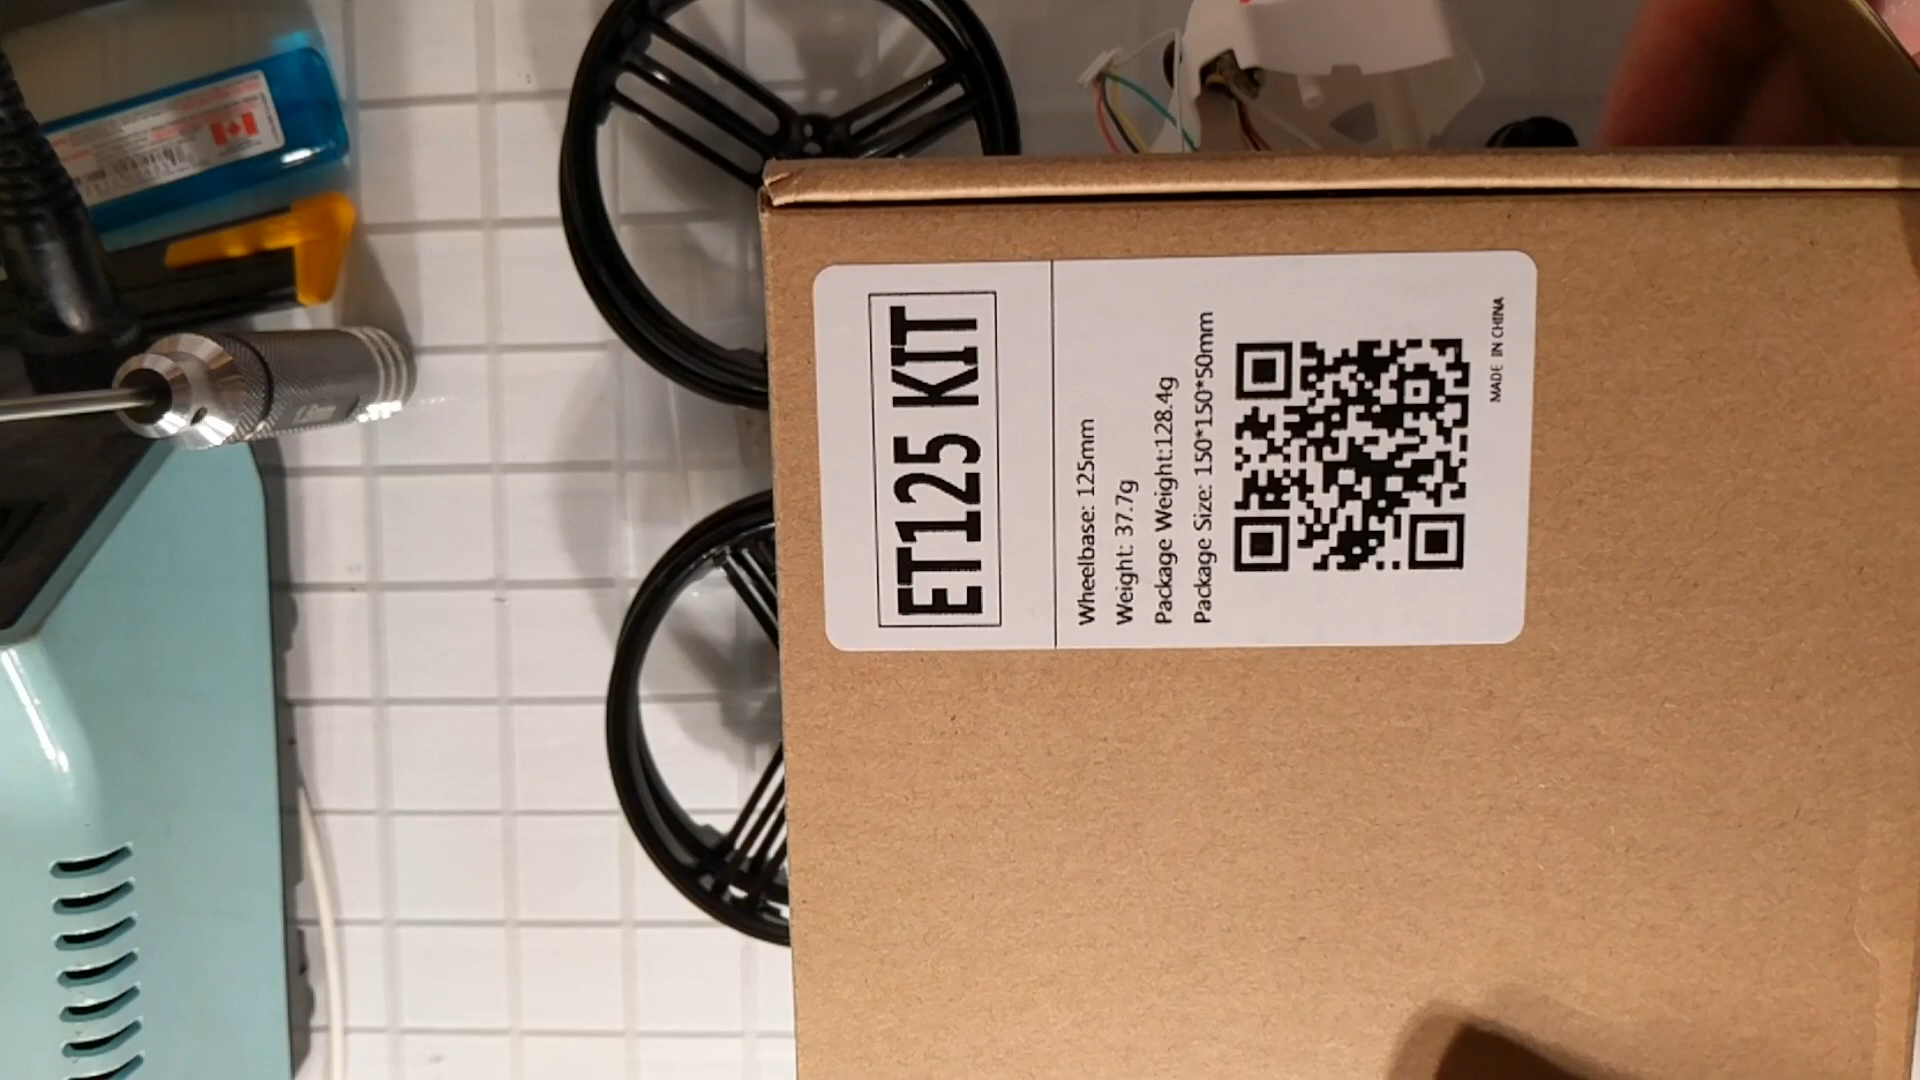 ET125 KIT
Wheelbase: 125mm
Weight: 37.7g
Package Weight:128.4g
Package Size: 150*150*50mm
MADE IN CHINA